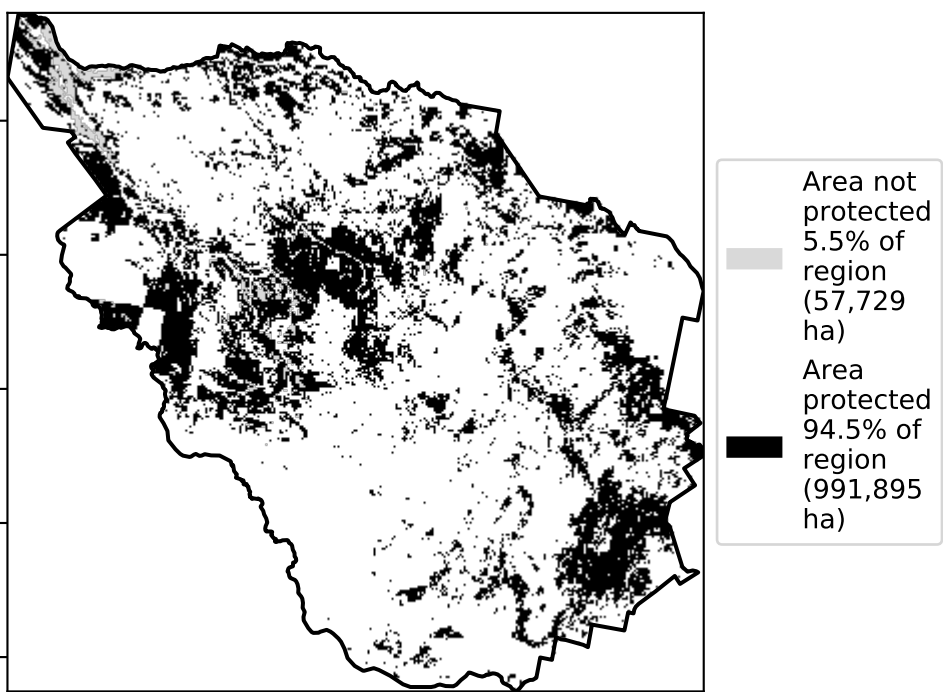 Area not
protected
5.5% of
region
(57,729
ha)
Area
protected
94.5% of
region
(991,895
ha)